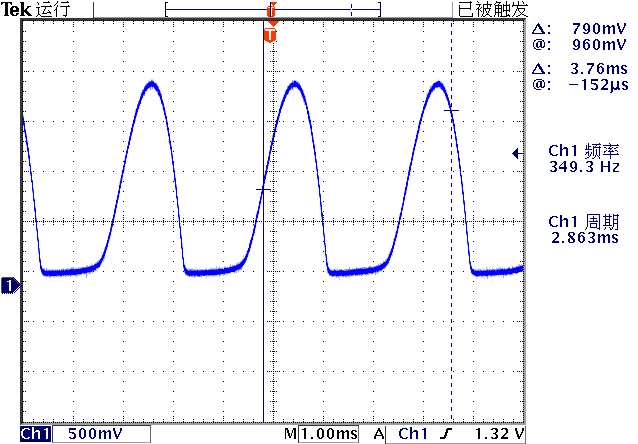 Tek 运行 已被触发
T
Δ: 790mV
@: 960mV
Δ: 3.76ms
@: −152µs
Ch1 频率
349.3 Hz
Ch1 周期
2.863ms
1
Ch1 500mV M 1.00ms A Ch1 1.32 V